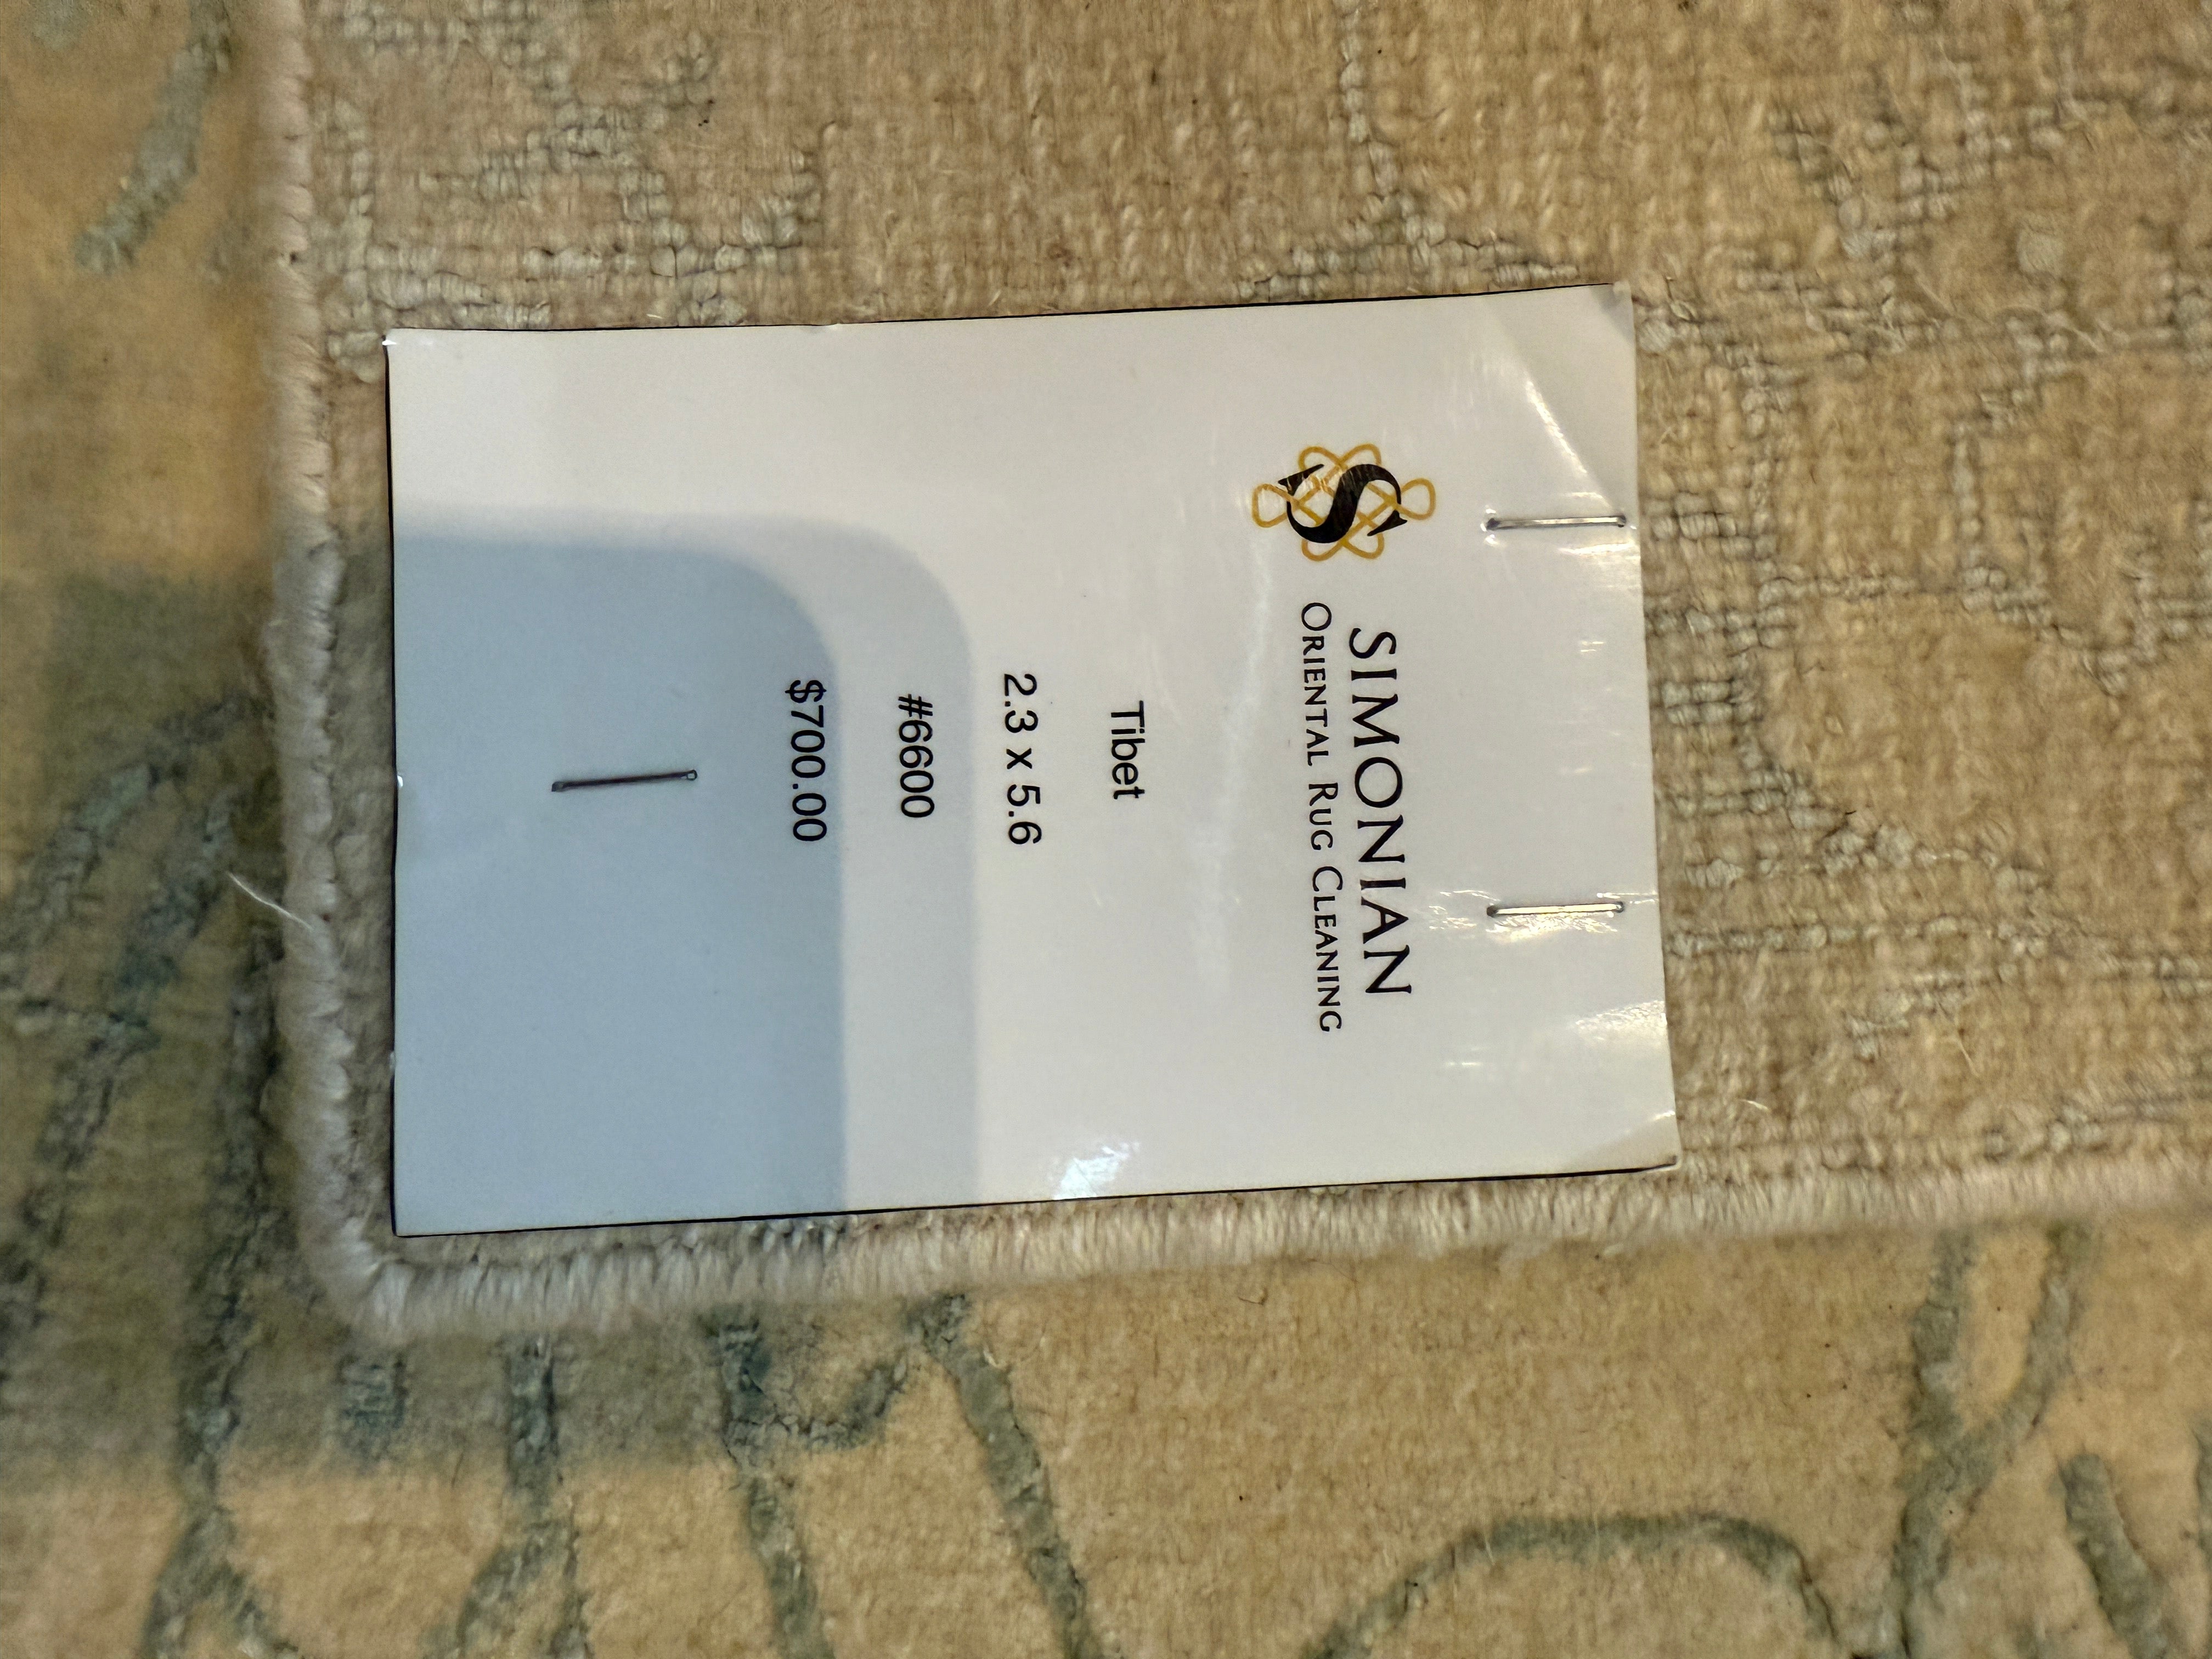 SIMONIAN
ORIENTAL RUG CLEANING
Tibet
2.3 x 5.6
#6600
$700.00